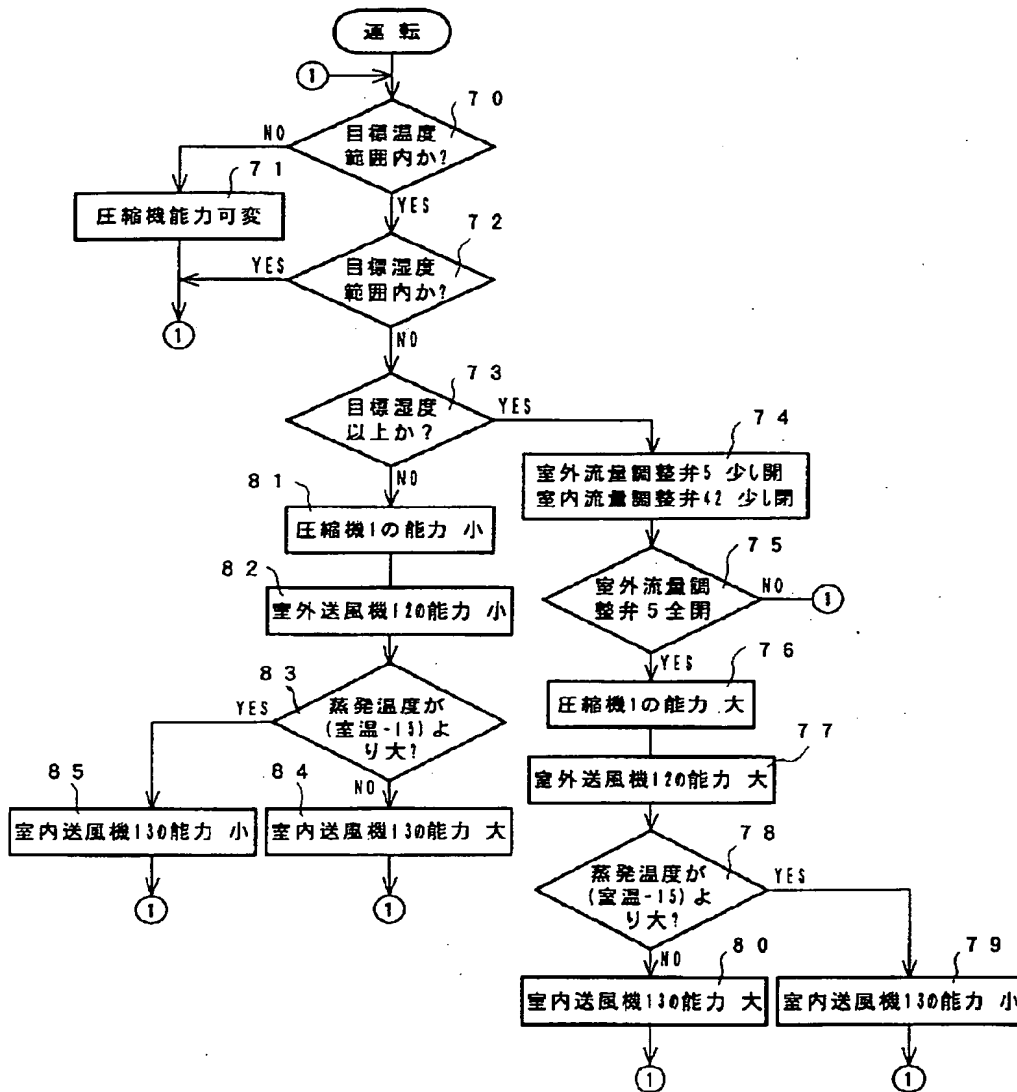 運転
①
70
目標温度
範囲内か?
NO
71
圧縮機能力可変
YES
72
目標湿度
範囲内か?
YES
①
NO
73
目標湿度
以上か?
YES
74
室外流量調整弁5 少し開
室内流量調整弁42 少し閉
NO
81
圧縮機1の能力 小
75
室外流量調
整弁5全開
NO
①
82
室外送風機120能力 小
YES
76
圧縮機1の能力 大
83
蒸発温度が
(室温-15)よ
り大?
YES
77
室外送風機120能力 大
85
室内送風機130能力 小
NO
84
室内送風機130能力 大
78
蒸発温度が
(室温-15)よ
り大?
YES
①
①
NO
80
室内送風機130能力 大
79
室内送風機130能力 小
①
①